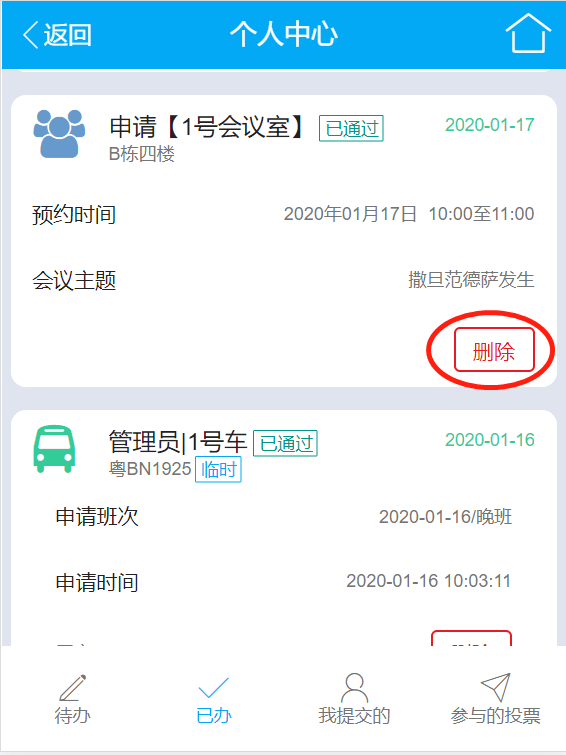 返回
个人中心
申请【1号会议室】 已通过 2020-01-17
B栋四楼
预约时间 2020年01月17日 10:00至11:00
会议主题 撒旦范德萨发生
删除
管理员|1号车 已通过 2020-01-16
粤BN1925 临时
申请班次 2020-01-16/晚班
申请时间 2020-01-16 10:03:11
待办 已办 我提交的 参与的投票